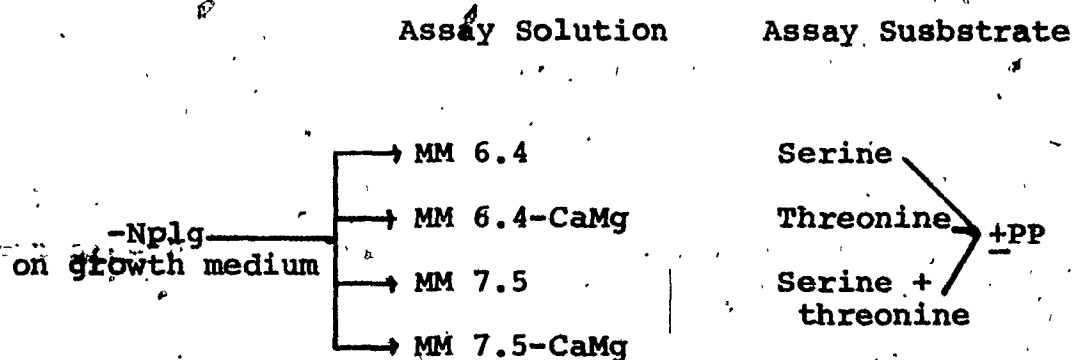 Assay Solution Assay Susbstrate
MM 6.4 Serine
MM 6.4-CaMg Threonine
-Nplg ±PP
on growth medium
MM 7.5 Serine +
threonine
MM 7.5-CaMg